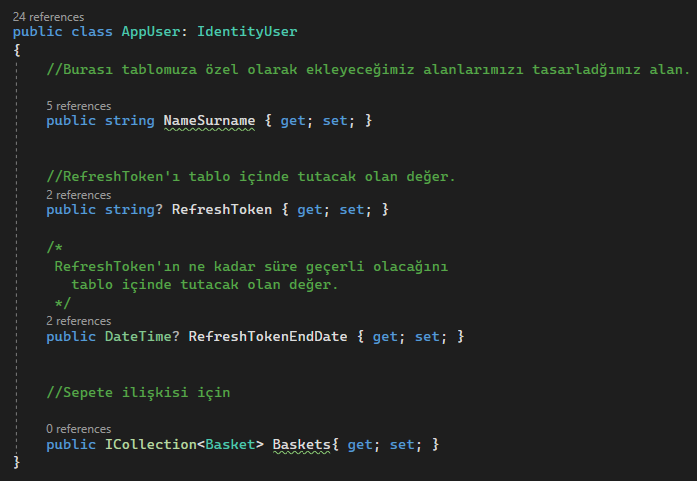 24 references
public class AppUser: IdentityUser
{
//Burası tablomuza özel olarak ekleyeceğimiz alanlarımızı tasarladğımız alan.
5 references
public string NameSurname { get; set; }
//RefreshToken'ı tablo içinde tutacak olan değer.
2 references
public string? RefreshToken { get; set; }
/*
RefreshToken'ın ne kadar süre geçerli olacağını
tablo içinde tutacak olan değer.
*/
2 references
public DateTime? RefreshTokenEndDate { get; set; }
//Sepete ilişkisi için
0 references
public ICollection<Basket> Baskets{ get; set; }
}